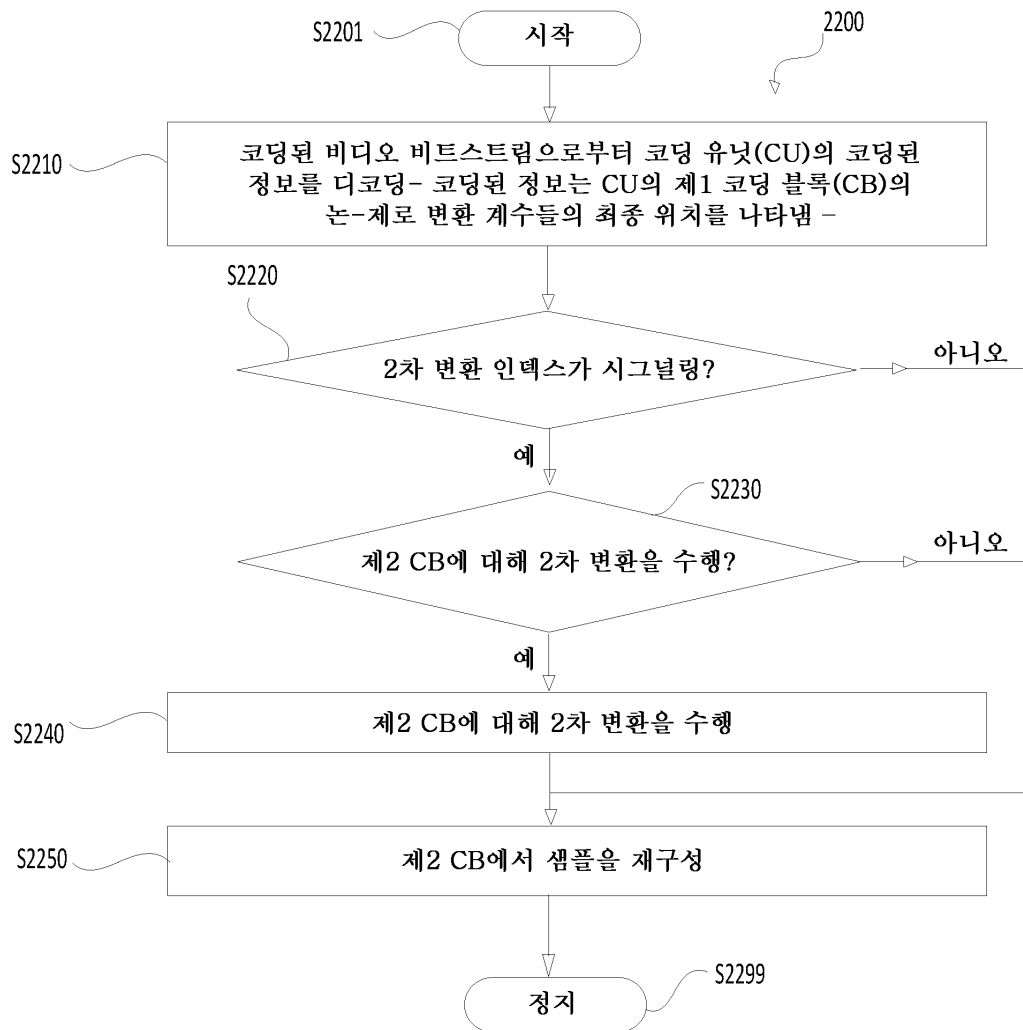 S2201
시작
2200
S2210
코딩된 비디오 비트스트림으로부터 코딩 유닛(CU)의 코딩된
정보를 디코딩- 코딩된 정보는 CU의 제1 코딩 블록(CB)의
논-제로 변환 계수들의 최종 위치를 나타냄 -
S2220
2차 변환 인덱스가 시그널링?
아니오
예
S2230
제2 CB에 대해 2차 변환을 수행?
아니오
예
S2240
제2 CB에 대해 2차 변환을 수행
S2250
제2 CB에서 샘플을 재구성
정지
S2299